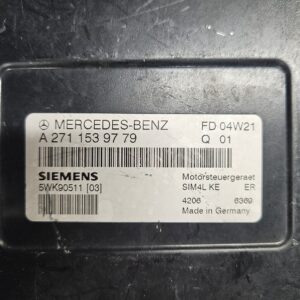 MERCEDES-BENZ FD 04W21
A 271 153 97 79 Q 01
SIEMENS Motorsteuergeraet
5WK90511 [03] SIM4L KE ER
4206 6369
Made in Germany